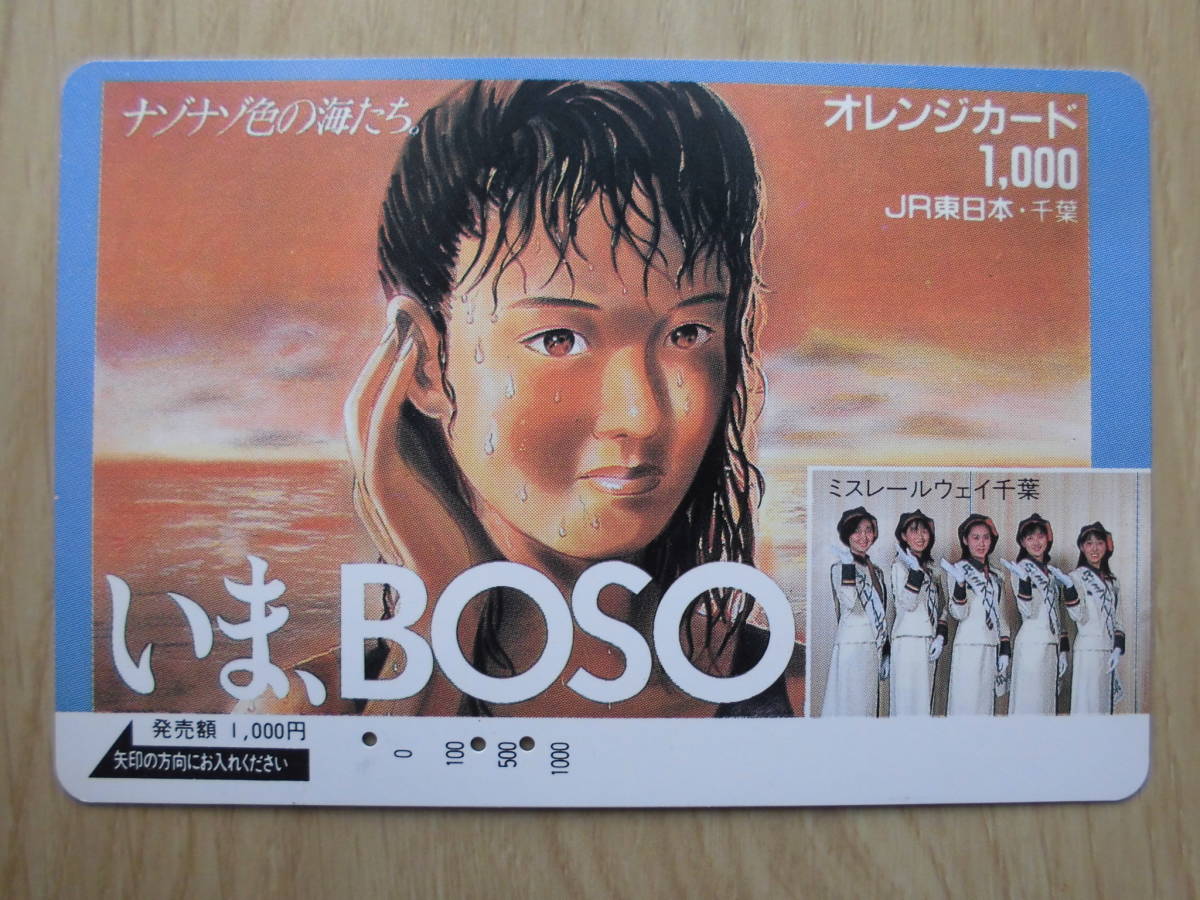 ナゾナゾ色の海たち。
オレンジカード
1,000
JR東日本・千葉
ミスレールウェイ千葉
いま、BOSO
発売額 1,000円
矢印の方向にお入れください
0 100 500 1000